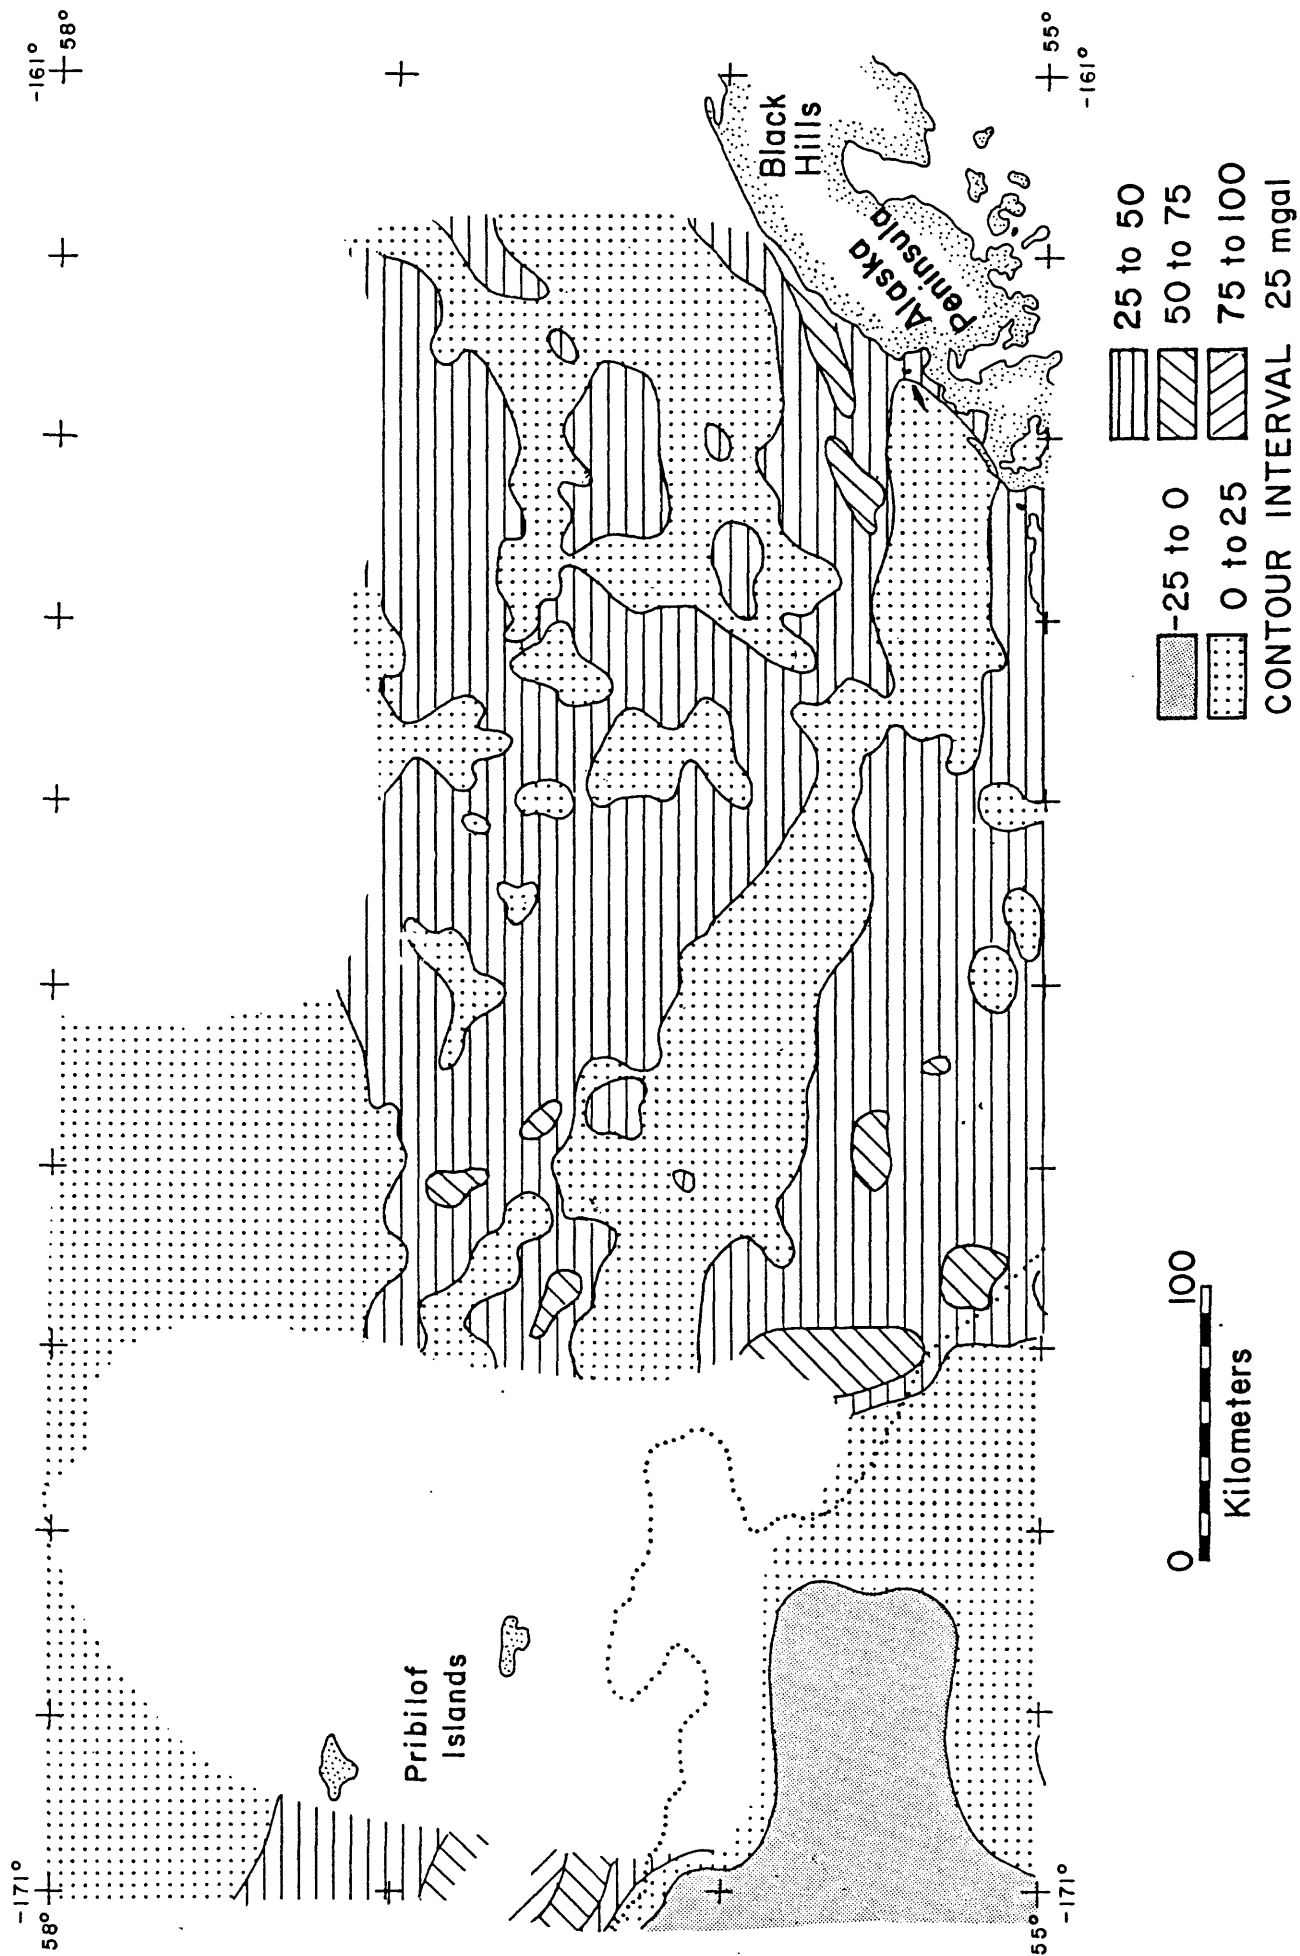 -171°
58°
-161°
58°
Pribilof
Islands
Black
Hills
Alaska
Peninsula
55°
-171°
55°
-161°
0 100
Kilometers
-25 to 0
0 to 25
25 to 50
50 to 75
75 to 100
CONTOUR INTERVAL 25 mgal